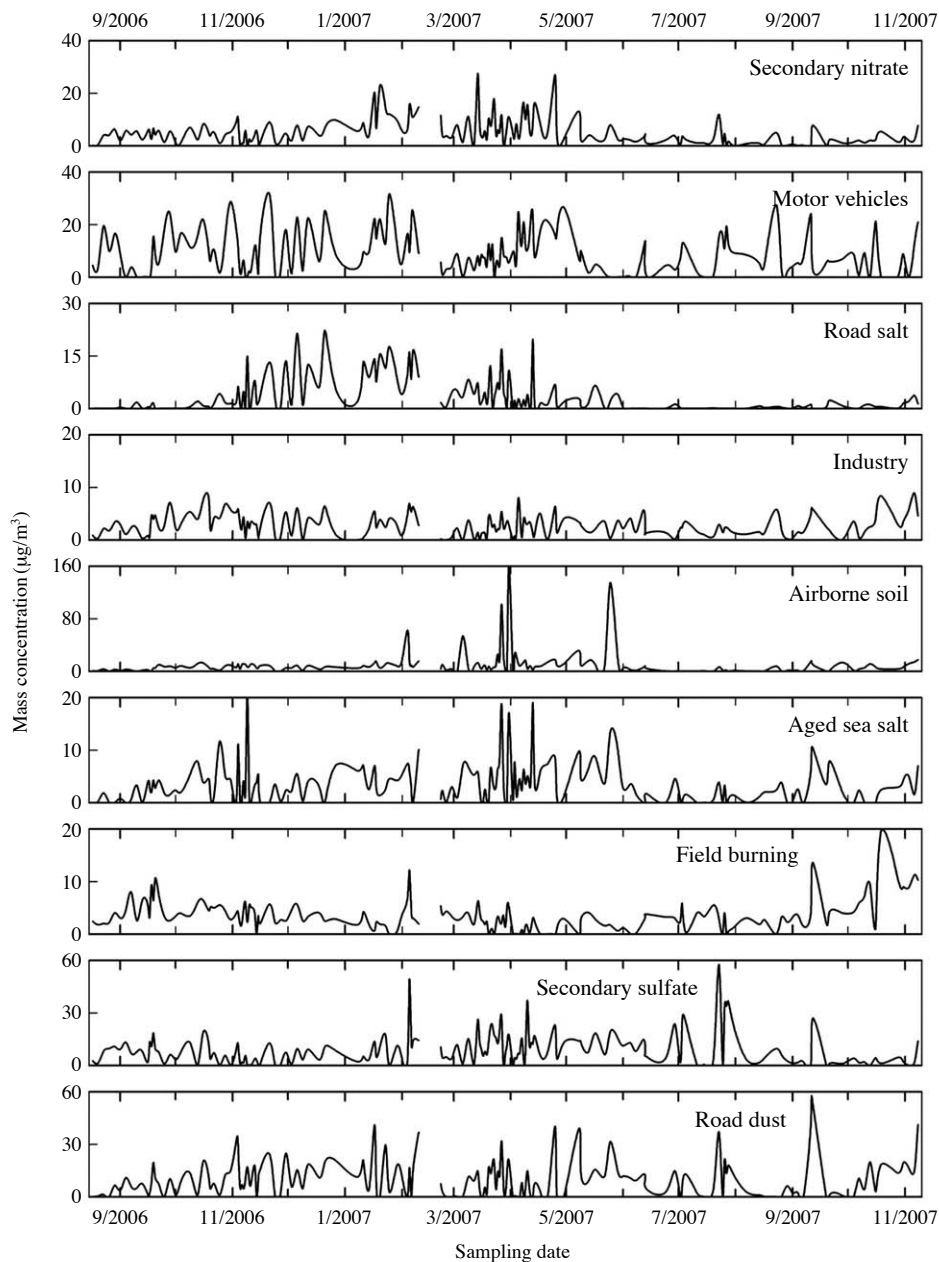 9/2006 11/2006 1/2007 3/2007 5/2007 7/2007 9/2007 11/2007
40
Secondary nitrate
20
0
40
Motor vehicles
20
0
30
Road salt
15
0
20
Industry
10
0
160
Airborne soil
80
0
20
Aged sea salt
10
0
20
Field burning
10
0
60
Secondary sulfate
30
0
60
Road dust
30
0
9/2006 11/2006 1/2007 3/2007 5/2007 7/2007 9/2007 11/2007
Sampling date
Mass concentration (μg/m³)